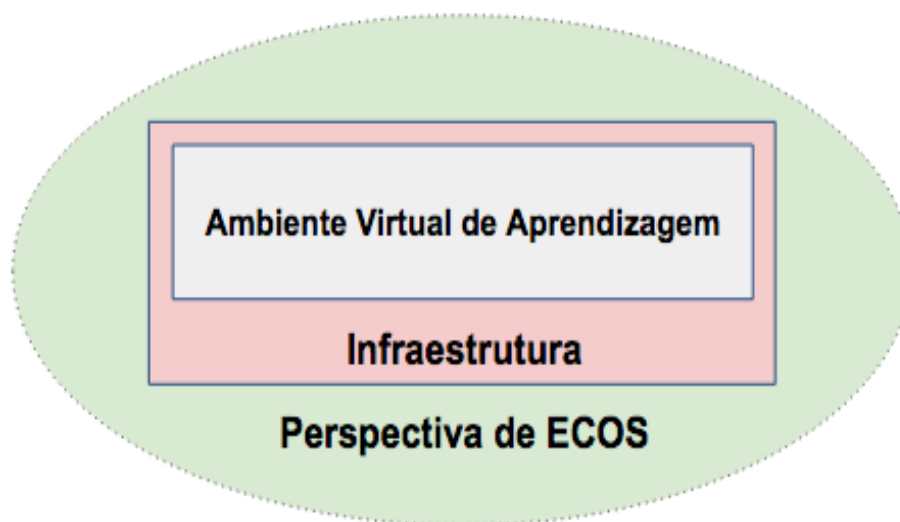 Ambiente Virtual de Aprendizagem
Infraestrutura
Perspectiva de ECOS